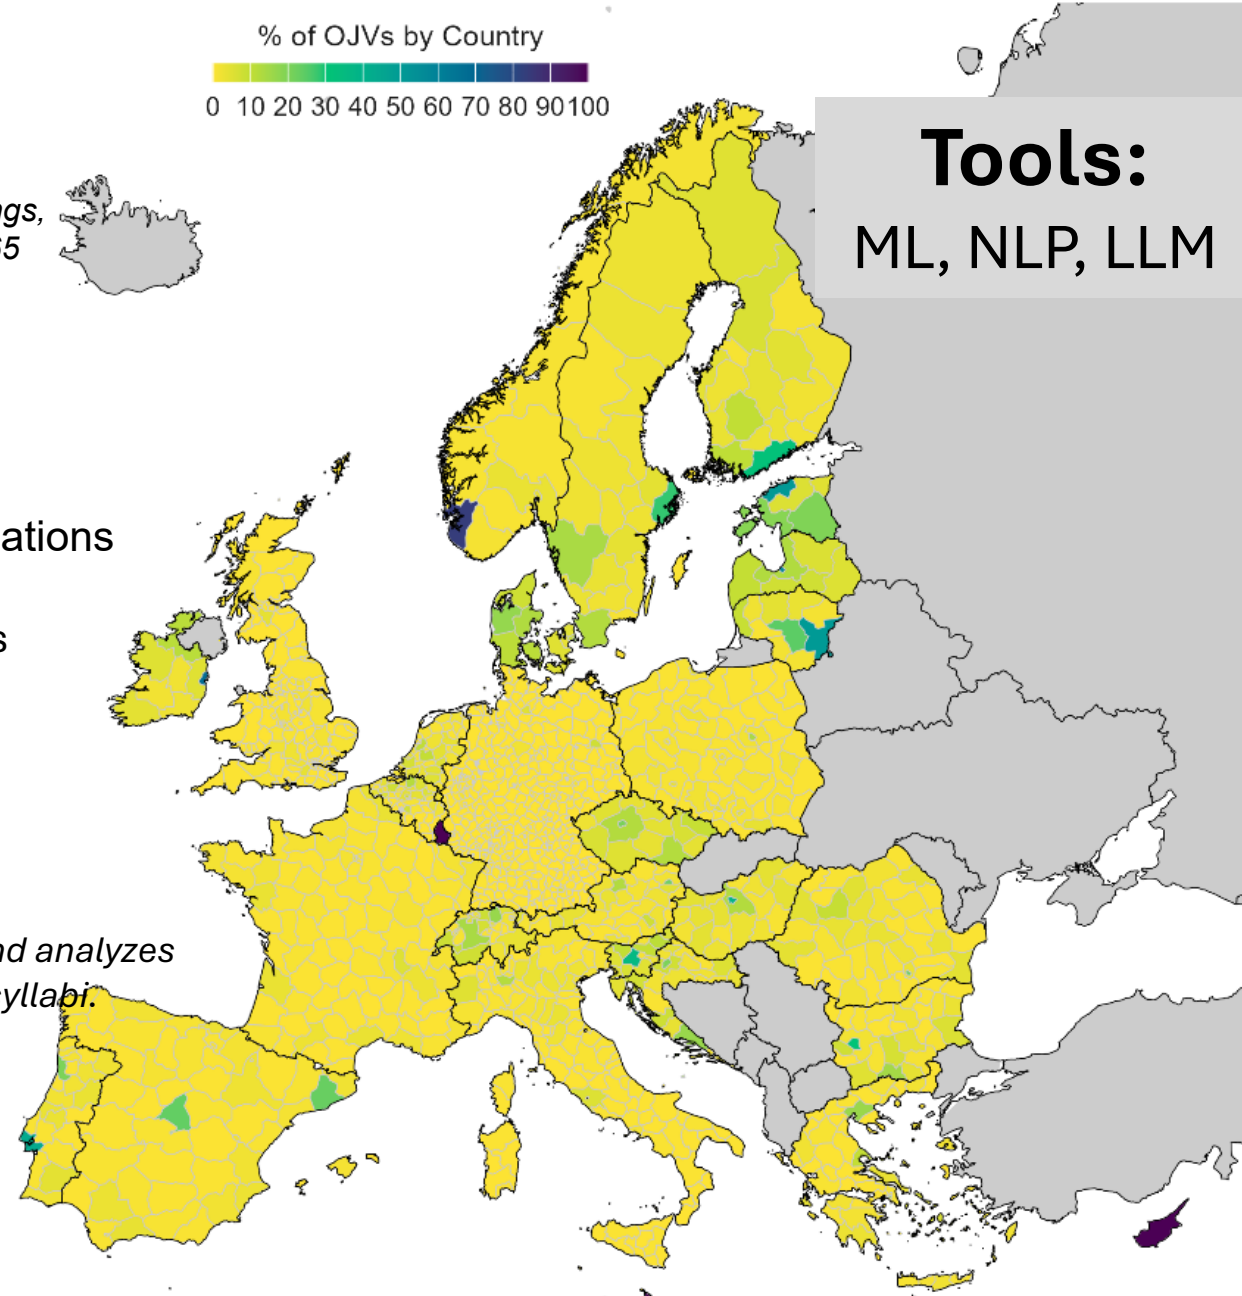 % of OJVs by Country
0 10 20 30 40 50 60 70 80 90 100
Tools:
ML, NLP, LLM
ngs,
65
ations
s
nd analyzes
syllabi.